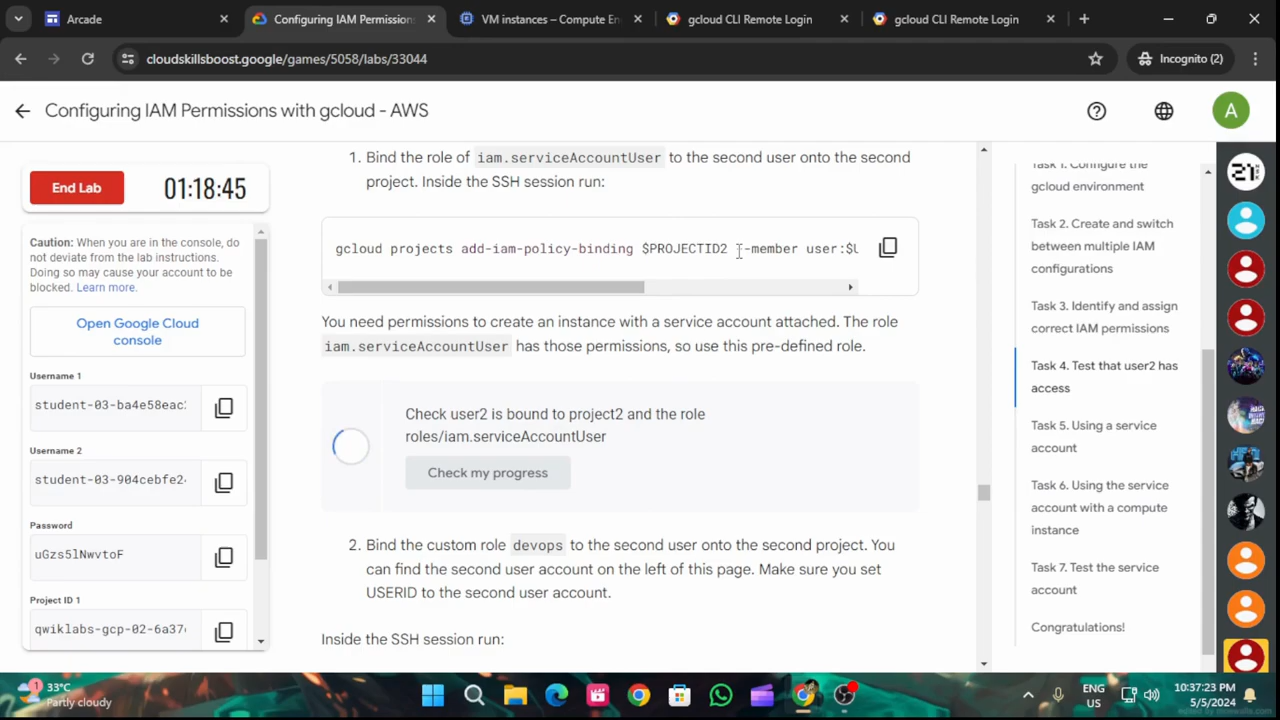 Arcade
Configuring IAM Permission
VM instances – Compute En
gcloud CLI Remote Login
gcloud CLI Remote Login
cloudskillsboost.google/games/5058/labs/33044
Incognito (2)
Configuring IAM Permissions with gcloud - AWS
A
End Lab
01:18:45
Caution: When you are in the console, do
not deviate from the lab instructions.
Doing so may cause your account to be
blocked. Learn more.
Open Google Cloud
console
Username 1
student-03-ba4e58eac
Username 2
student-03-904cebfe2
Password
uGzs5lNwvtoF
Project ID 1
qwiklabs-gcp-02-6a37
1. Bind the role of iam.serviceAccountUser to the second user onto the second
project. Inside the SSH session run:
gcloud projects add-iam-policy-binding $PROJECTID2 --member user:$U
You need permissions to create an instance with a service account attached. The role
iam.serviceAccountUser has those permissions, so use this pre-defined role.
Check user2 is bound to project2 and the role
roles/iam.serviceAccountUser
Check my progress
2. Bind the custom role devops to the second user onto the second project. You
can find the second user account on the left of this page. Make sure you set
USERID to the second user account.
Inside the SSH session run:
Task 1. Configure the
gcloud environment
Task 2. Create and switch
between multiple IAM
configurations
Task 3. Identify and assign
correct IAM permissions
Task 4. Test that user2 has
access
Task 5. Using a service
account
Task 6. Using the service
account with a compute
instance
Task 7. Test the service
account
Congratulations!
21
1
33°C
Partly cloudy
ENG
US
10:37:23 PM
5/5/2024